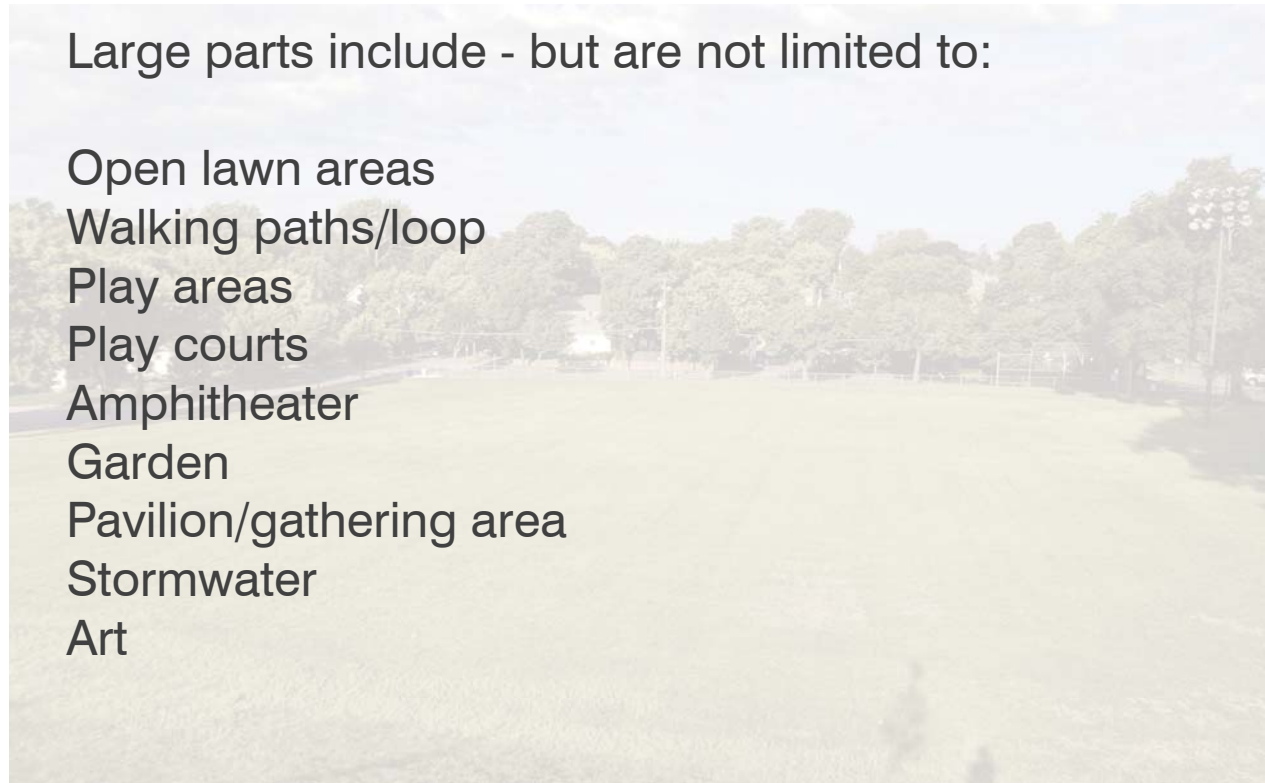 Large parts include - but are not limited to:
Open lawn areas
Walking paths/loop
Play areas
Play courts
Amphitheater
Garden
Pavilion/gathering area
Stormwater
Art